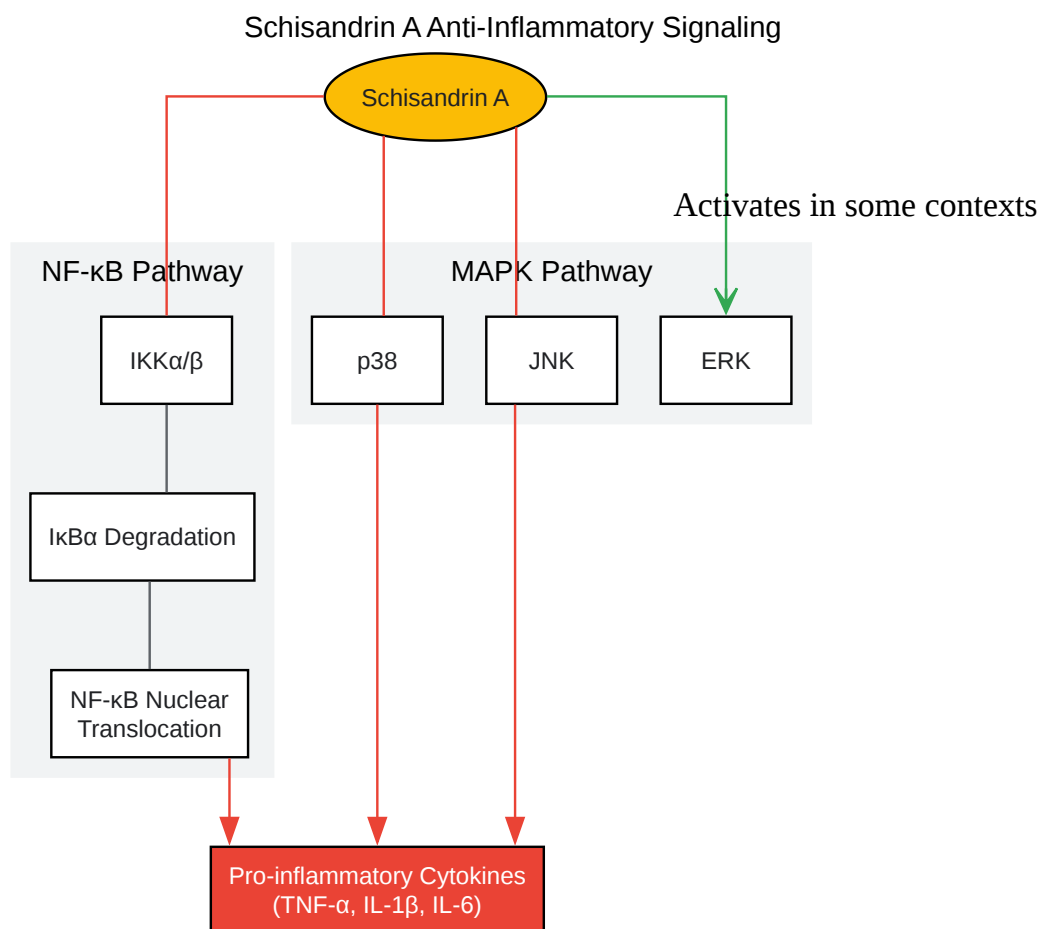 Schisandrin A Anti-Inflammatory Signaling
Schisandrin A
Activates in some contexts
NF-κB Pathway
MAPK Pathway
IKKα/β
p38
JNK
ERK
IκBα Degradation
NF-κB Nuclear
Translocation
Pro-inflammatory Cytokines
(TNF-α, IL-1β, IL-6)